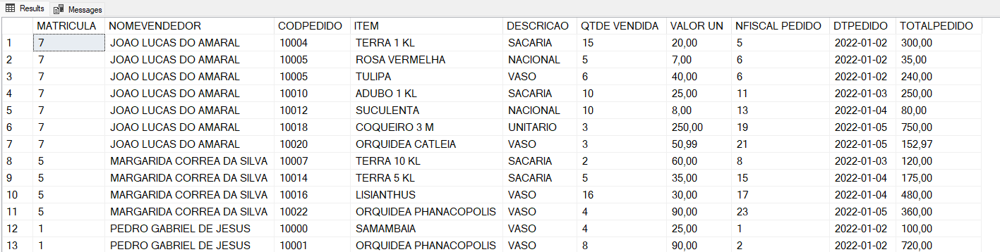 Results Messages
MATRICULA NOMEVENDEDOR CODPEDIDO ITEM DESCRICAO QTDE VENDIDA VALOR UN NFISCAL PEDIDO DTPEDIDO TOTALPEDIDO
1 7 JOAO LUCAS DO AMARAL 10004 TERRA 1 KL SACARIA 15 20,00 5 2022-01-02 300,00
2 7 JOAO LUCAS DO AMARAL 10005 ROSA VERMELHA NACIONAL 5 7,00 6 2022-01-02 35,00
3 7 JOAO LUCAS DO AMARAL 10005 TULIPA VASO 6 40,00 6 2022-01-02 240,00
4 7 JOAO LUCAS DO AMARAL 10010 ADUBO 1 KL SACARIA 10 25,00 11 2022-01-03 250,00
5 7 JOAO LUCAS DO AMARAL 10012 SUCULENTA NACIONAL 10 8,00 13 2022-01-04 80,00
6 7 JOAO LUCAS DO AMARAL 10018 COQUEIRO 3 M UNITARIO 3 250,00 19 2022-01-05 750,00
7 7 JOAO LUCAS DO AMARAL 10020 ORQUIDEA CATLEIA VASO 3 50,99 21 2022-01-05 152,97
8 5 MARGARIDA CORREA DA SILVA 10007 TERRA 10 KL SACARIA 2 60,00 8 2022-01-03 120,00
9 5 MARGARIDA CORREA DA SILVA 10014 TERRA 5 KL SACARIA 5 35,00 15 2022-01-04 175,00
10 5 MARGARIDA CORREA DA SILVA 10016 LISIANTHUS VASO 16 30,00 17 2022-01-04 480,00
11 5 MARGARIDA CORREA DA SILVA 10022 ORQUIDEA PHANACOPOLIS VASO 4 90,00 23 2022-01-05 360,00
12 1 PEDRO GABRIEL DE JESUS 10000 SAMAMBAIA VASO 4 25,00 1 2022-01-02 100,00
13 1 PEDRO GABRIEL DE JESUS 10001 ORQUIDEA PHANACOPOLIS VASO 8 90,00 2 2022-01-02 720,00